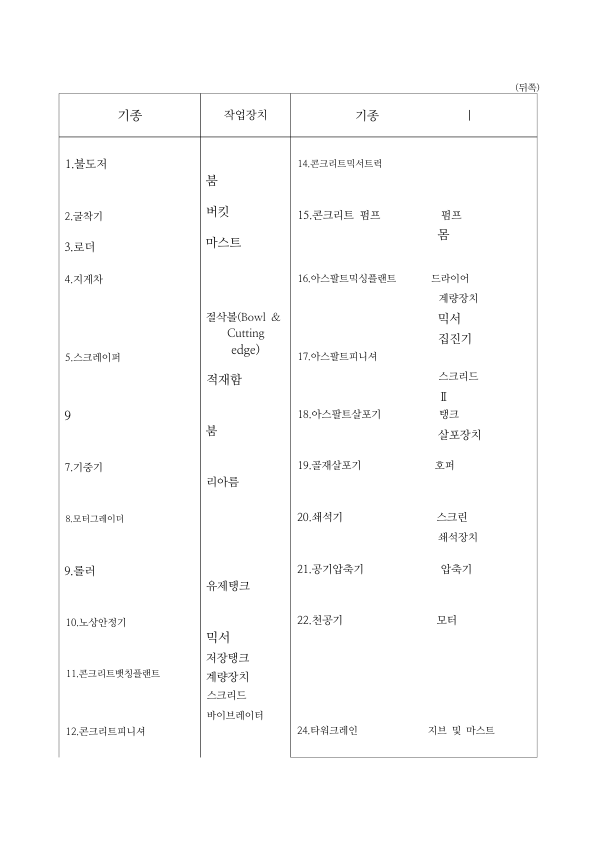 (뒤쪽)
기종 작업장치 기종 |
1.불도저
붐
2.굴착기 버킷
3.로더 마스트
4.지게차
절삭볼(Bowl &
Cutting
edge)
5.스크레이퍼
적재함
9
붐
7.기중기
리아름
8.모터그레이더
9.롤러
유제탱크
10.노상안정기
믹서
저장탱크
11.콘크리트뱃칭플랜트 계량장치
스크리드
바이브레이터
12.콘크리트피니셔
14.콘크리트믹서트럭
15.콘크리트 펌프 펌프
몸
16.아스팔트믹싱플랜트 드라이어
계량장치
믹서
집진기
17.아스팔트피니셔
스크리드
Ⅱ
18.아스팔트살포기 탱크
살포장치
19.골재살포기 호퍼
20.쇄석기 스크린
쇄석장치
21.공기압축기 압축기
22.천공기 모터
24.타워크레인 지브 및 마스트